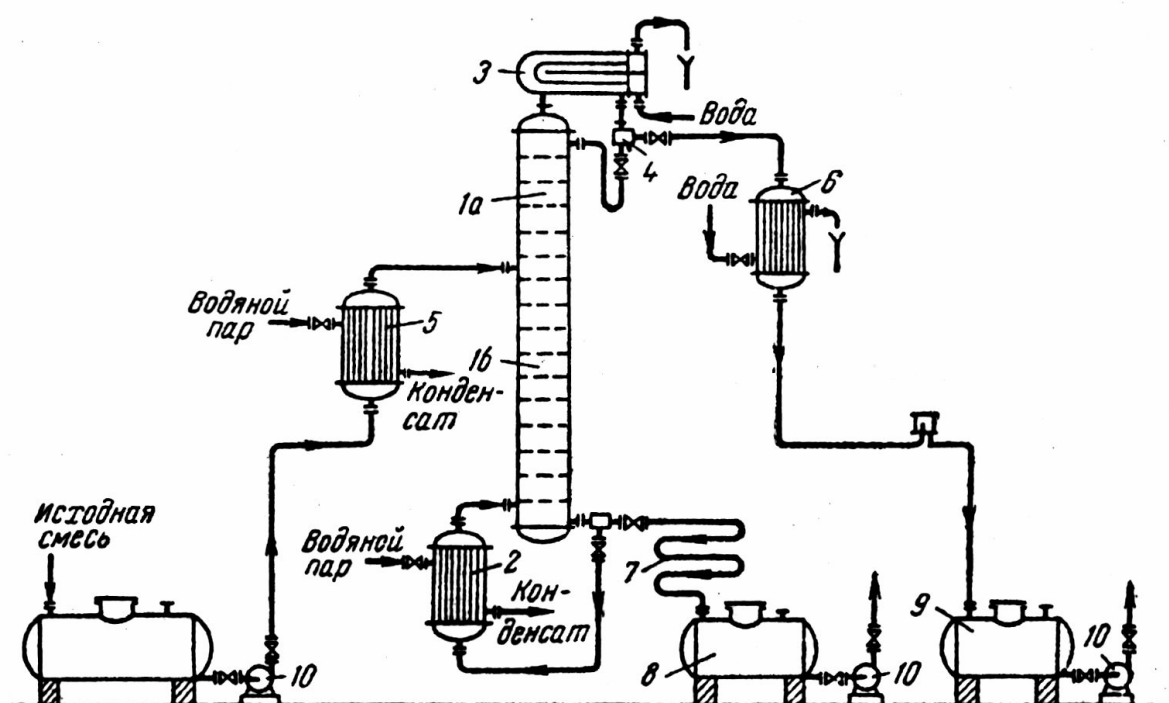 3
Вода
4
Вода
6
1а
Водяной
пар
5
Конден-
сат
1б
Исходная
смесь
Водяной
пар
2
Кон-
денсат
7
10
8
10
9
10